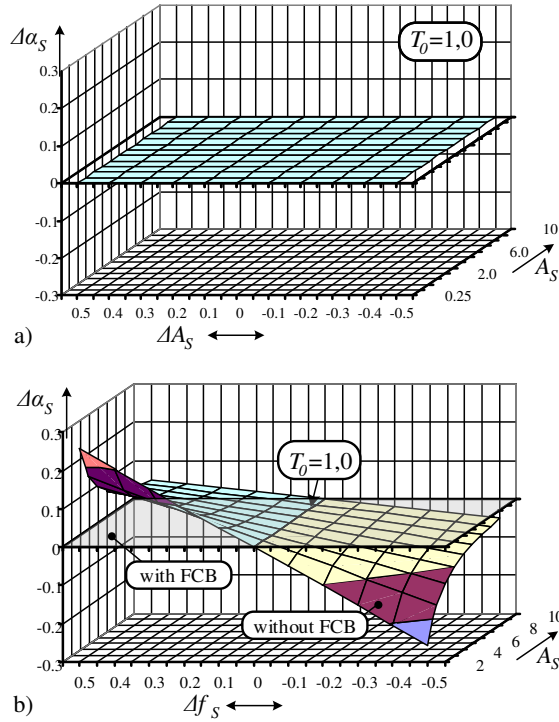 Δα_S
T_0=1,0
0.3
0.2
0.1
0
-0.1
-0.2
-0.3
0.5 0.4 0.3 0.2 0.1 0 -0.1 -0.2 -0.3 -0.4 -0.5
0.25 2.0 6.0 10
A_S
ΔA_S
a)
Δα_S
T_0=1,0
0.3
0.2
0.1
0
-0.1
-0.2
-0.3
with FCB
without FCB
0.5 0.4 0.3 0.2 0.1 0 -0.1 -0.2 -0.3 -0.4 -0.5
2 4 6 8 10
A_S
Δf_S
b)